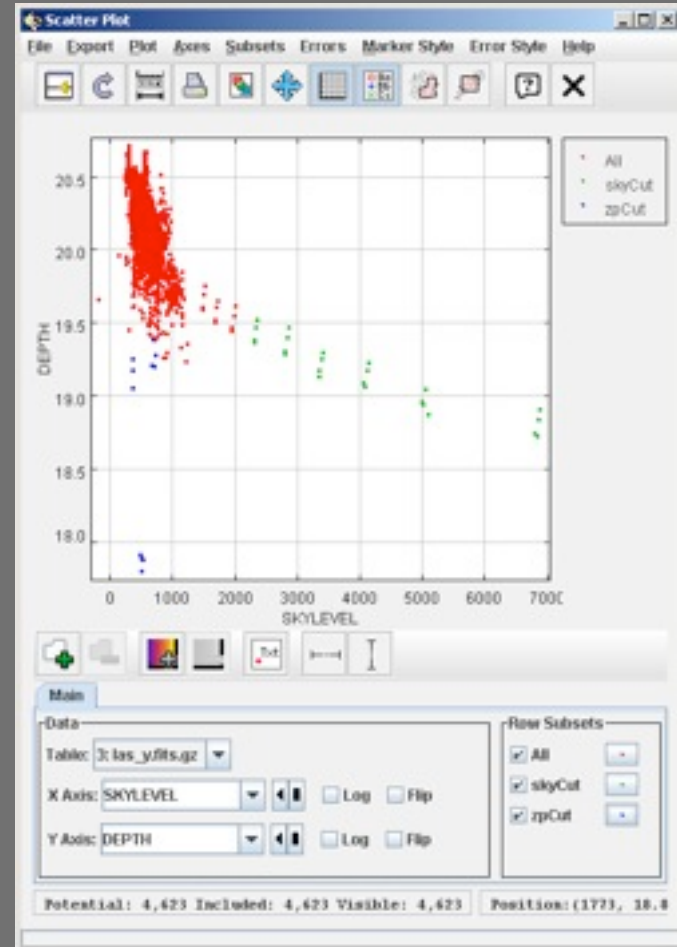 Scatter Plot
File Export Plot Axes Subsets Errors Marker Style Error Style Help
All
skyCut
zpCut
20.5
20.0
19.5
19.0
18.5
18.0
DEPTH
0 1000 2000 3000 4000 5000 6000 7000
SKYLEVEL
Txt
Main
Data
Table: 3: las_y.fits.gz
X Axis: SKYLEVEL Log Flip
Y Axis: DEPTH Log Flip
Row Subsets
All
skyCut
zpCut
Potential: 4,623 Included: 4,623 Visible: 4,623 Position:(1773, 18.8